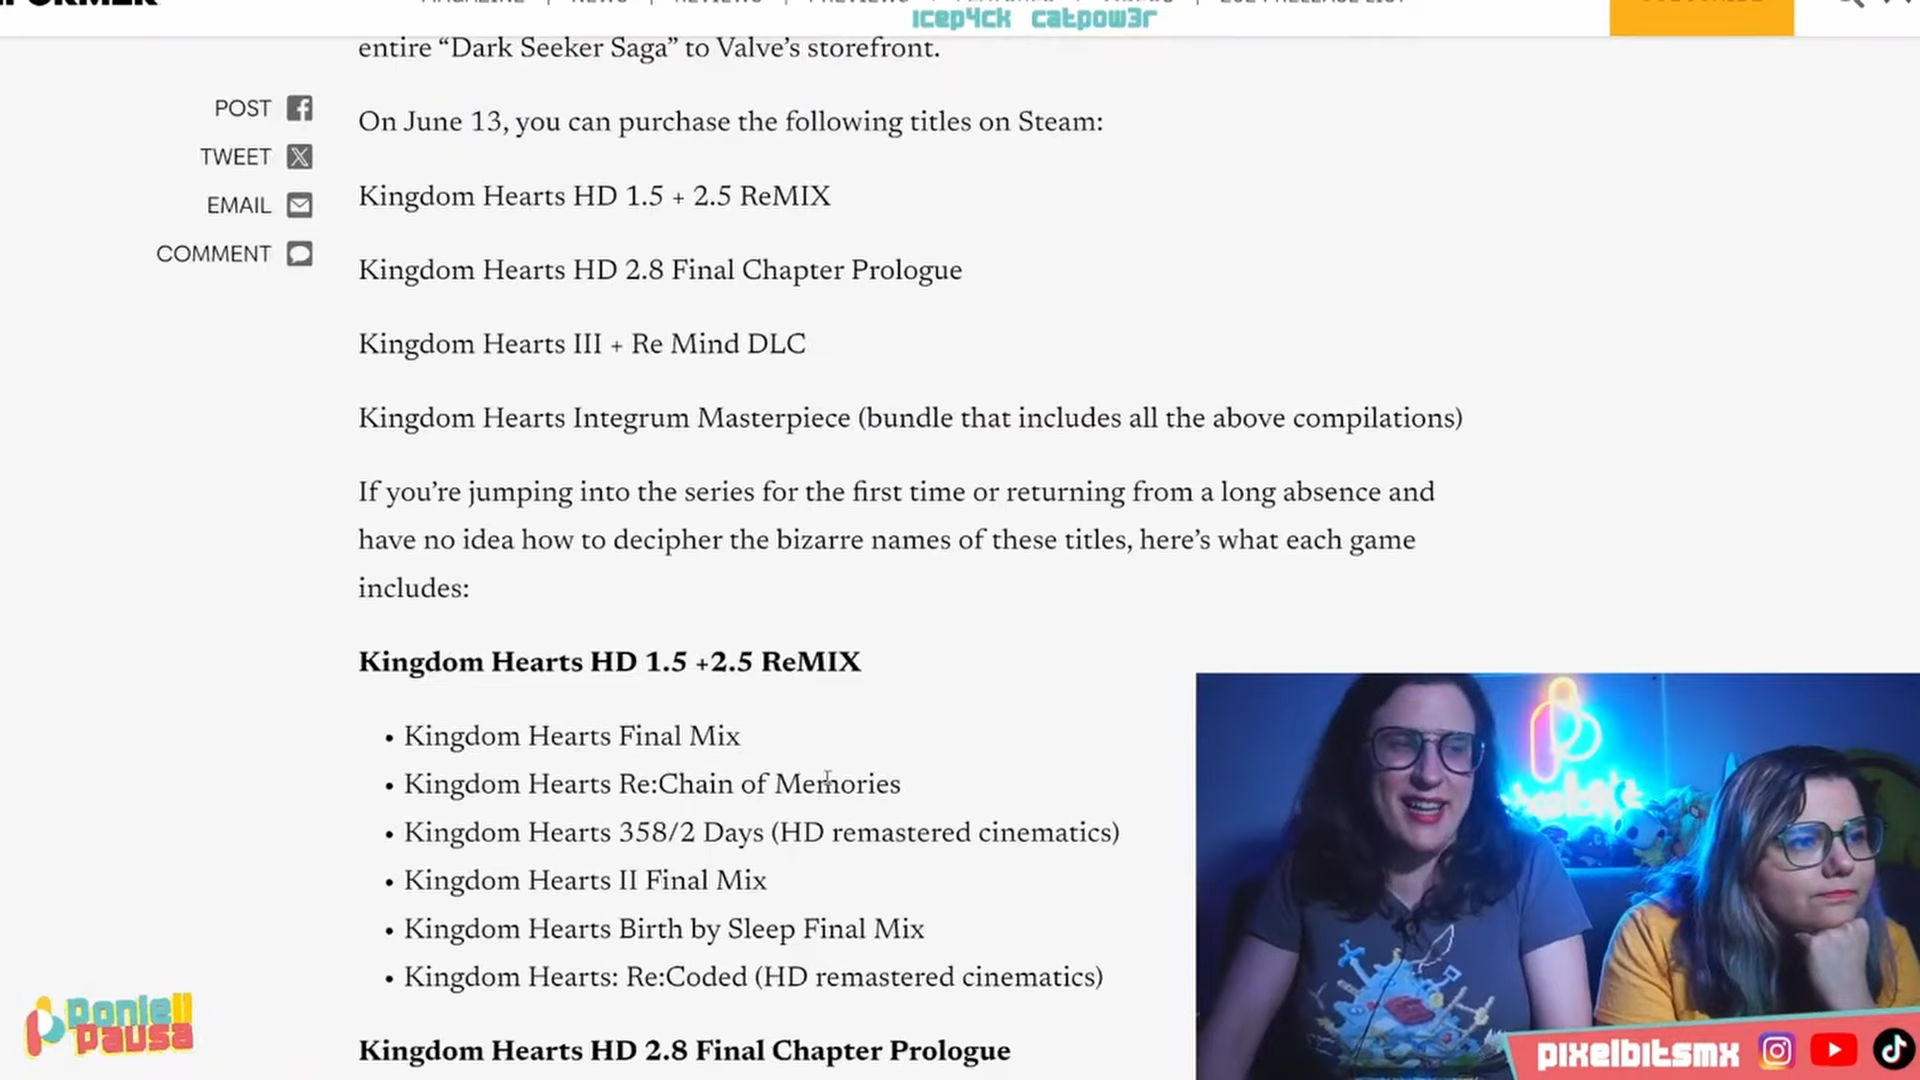 icep4ck catpow3r
entire “Dark Seeker Saga” to Valve’s storefront.
POST
TWEET
EMAIL
COMMENT
On June 13, you can purchase the following titles on Steam:
Kingdom Hearts HD 1.5 + 2.5 ReMIX
Kingdom Hearts HD 2.8 Final Chapter Prologue
Kingdom Hearts III + Re Mind DLC
Kingdom Hearts Integrum Masterpiece (bundle that includes all the above compilations)
If you’re jumping into the series for the first time or returning from a long absence and
have no idea how to decipher the bizarre names of these titles, here’s what each game
includes:
Kingdom Hearts HD 1.5 +2.5 ReMIX
• Kingdom Hearts Final Mix
• Kingdom Hearts Re:Chain of Memories
• Kingdom Hearts 358/2 Days (HD remastered cinematics)
• Kingdom Hearts II Final Mix
• Kingdom Hearts Birth by Sleep Final Mix
• Kingdom Hearts: Re:Coded (HD remastered cinematics)
Kingdom Hearts HD 2.8 Final Chapter Prologue
Ponle
Pausa
pixelbitsmx